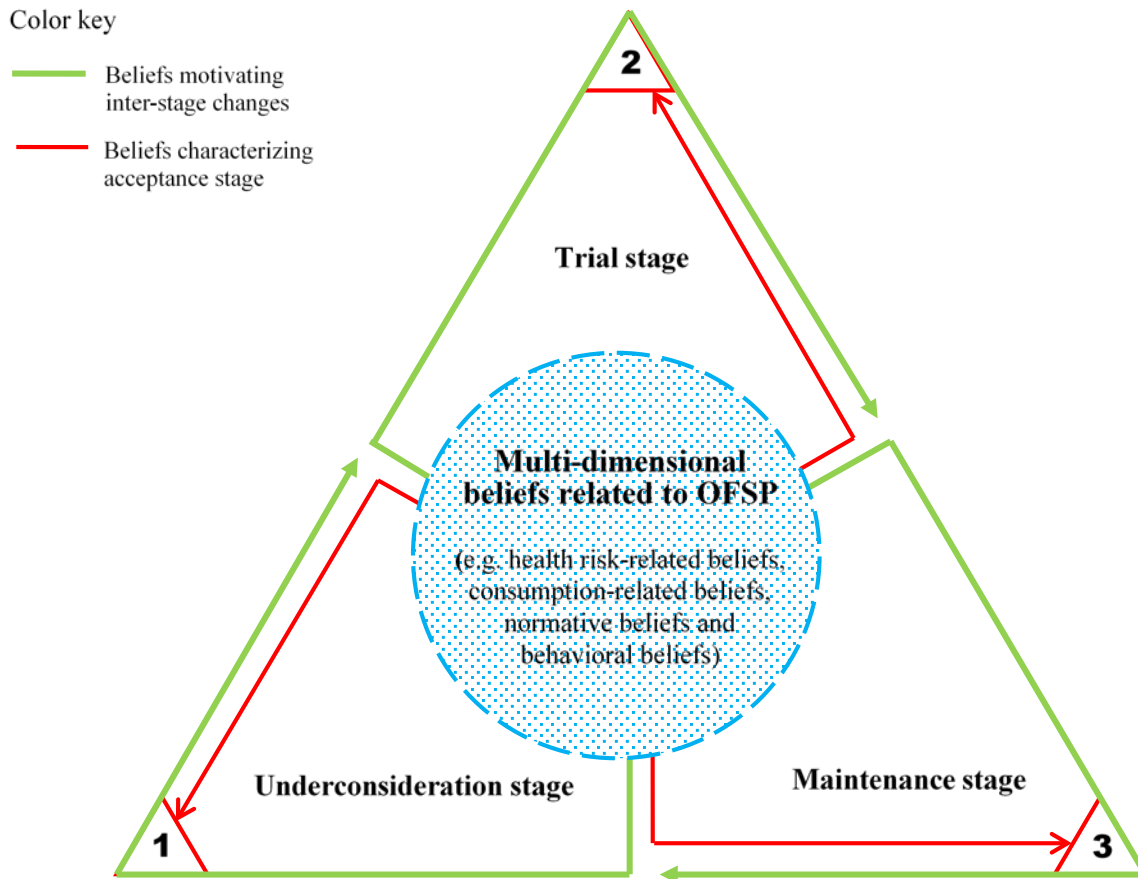 Color key
Beliefs motivating
inter-stage changes
Beliefs characterizing
acceptance stage
2
Trial stage
Multi-dimensional
beliefs related to OFSP
(e.g. health risk-related beliefs,
consumption-related beliefs,
normative beliefs and
behavioral beliefs)
Underconsideration stage
Maintenance stage
1
3